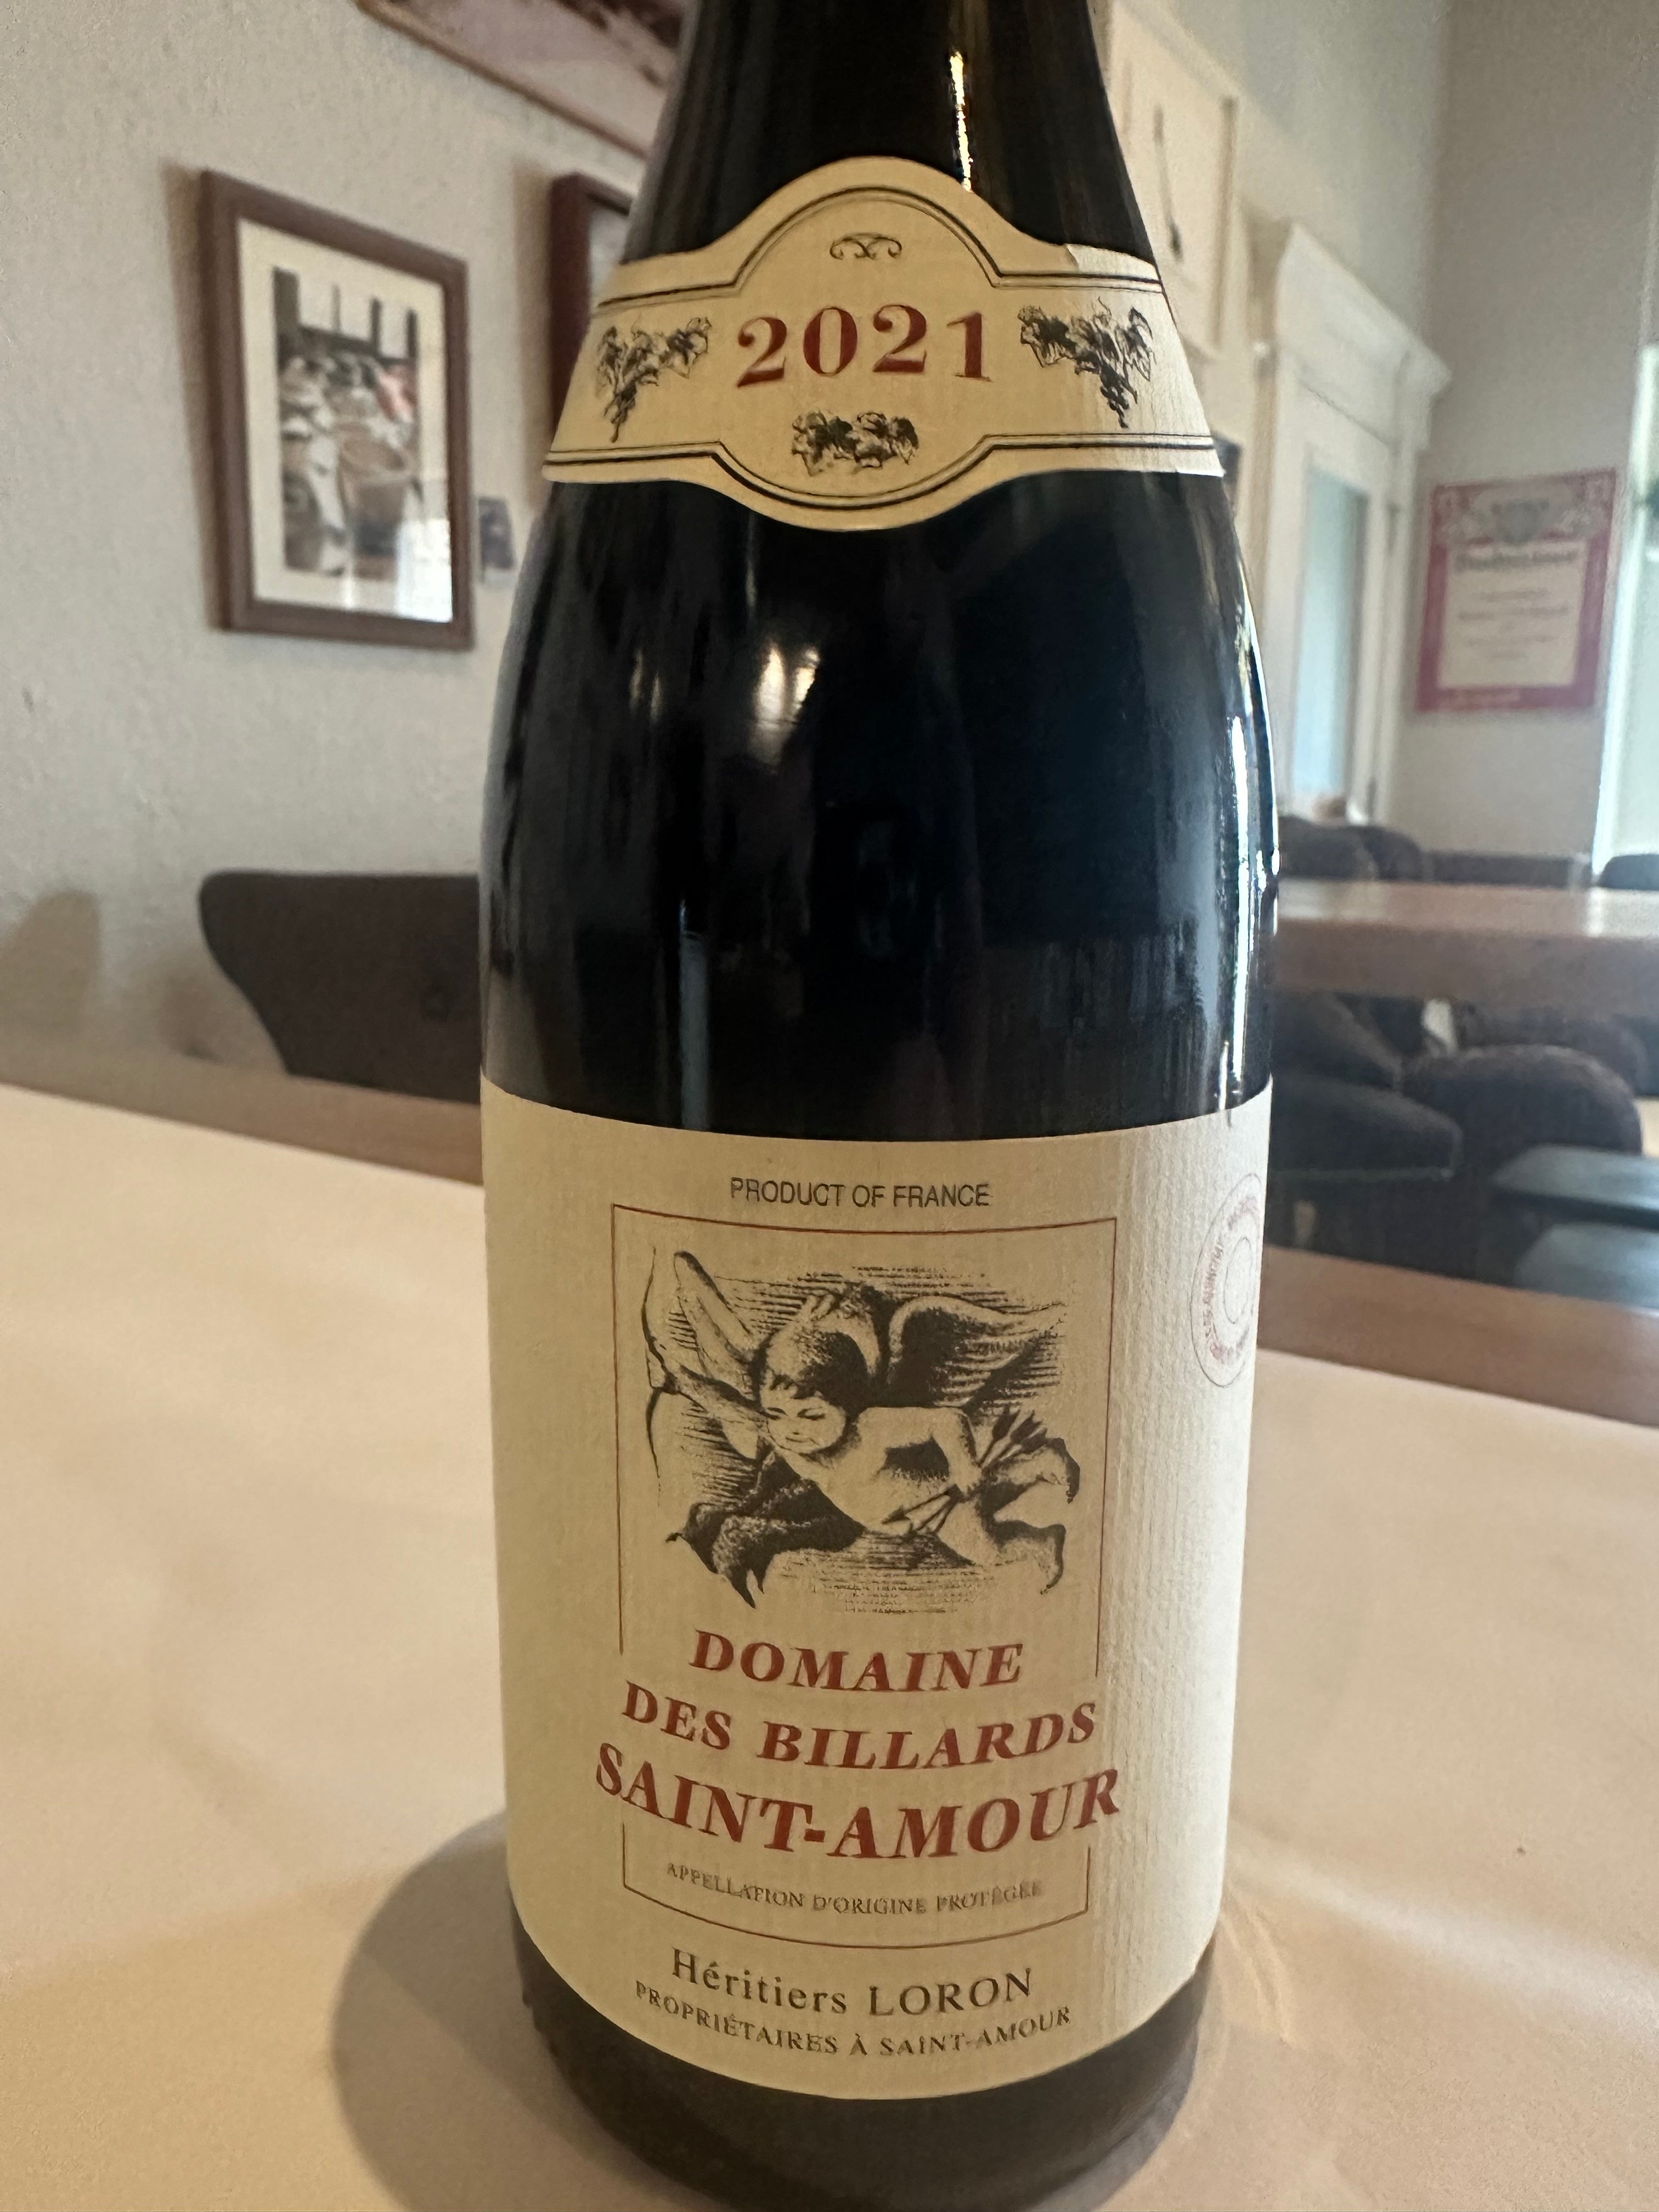 2021
PRODUCT OF FRANCE
DOMAINE
DES BILLARDS
SAINT-AMOUR
APPELLATION D'ORIGINE PROTÉGÉE
Héritiers LORON
PROPRIÉTAIRES À SAINT-AMOUR